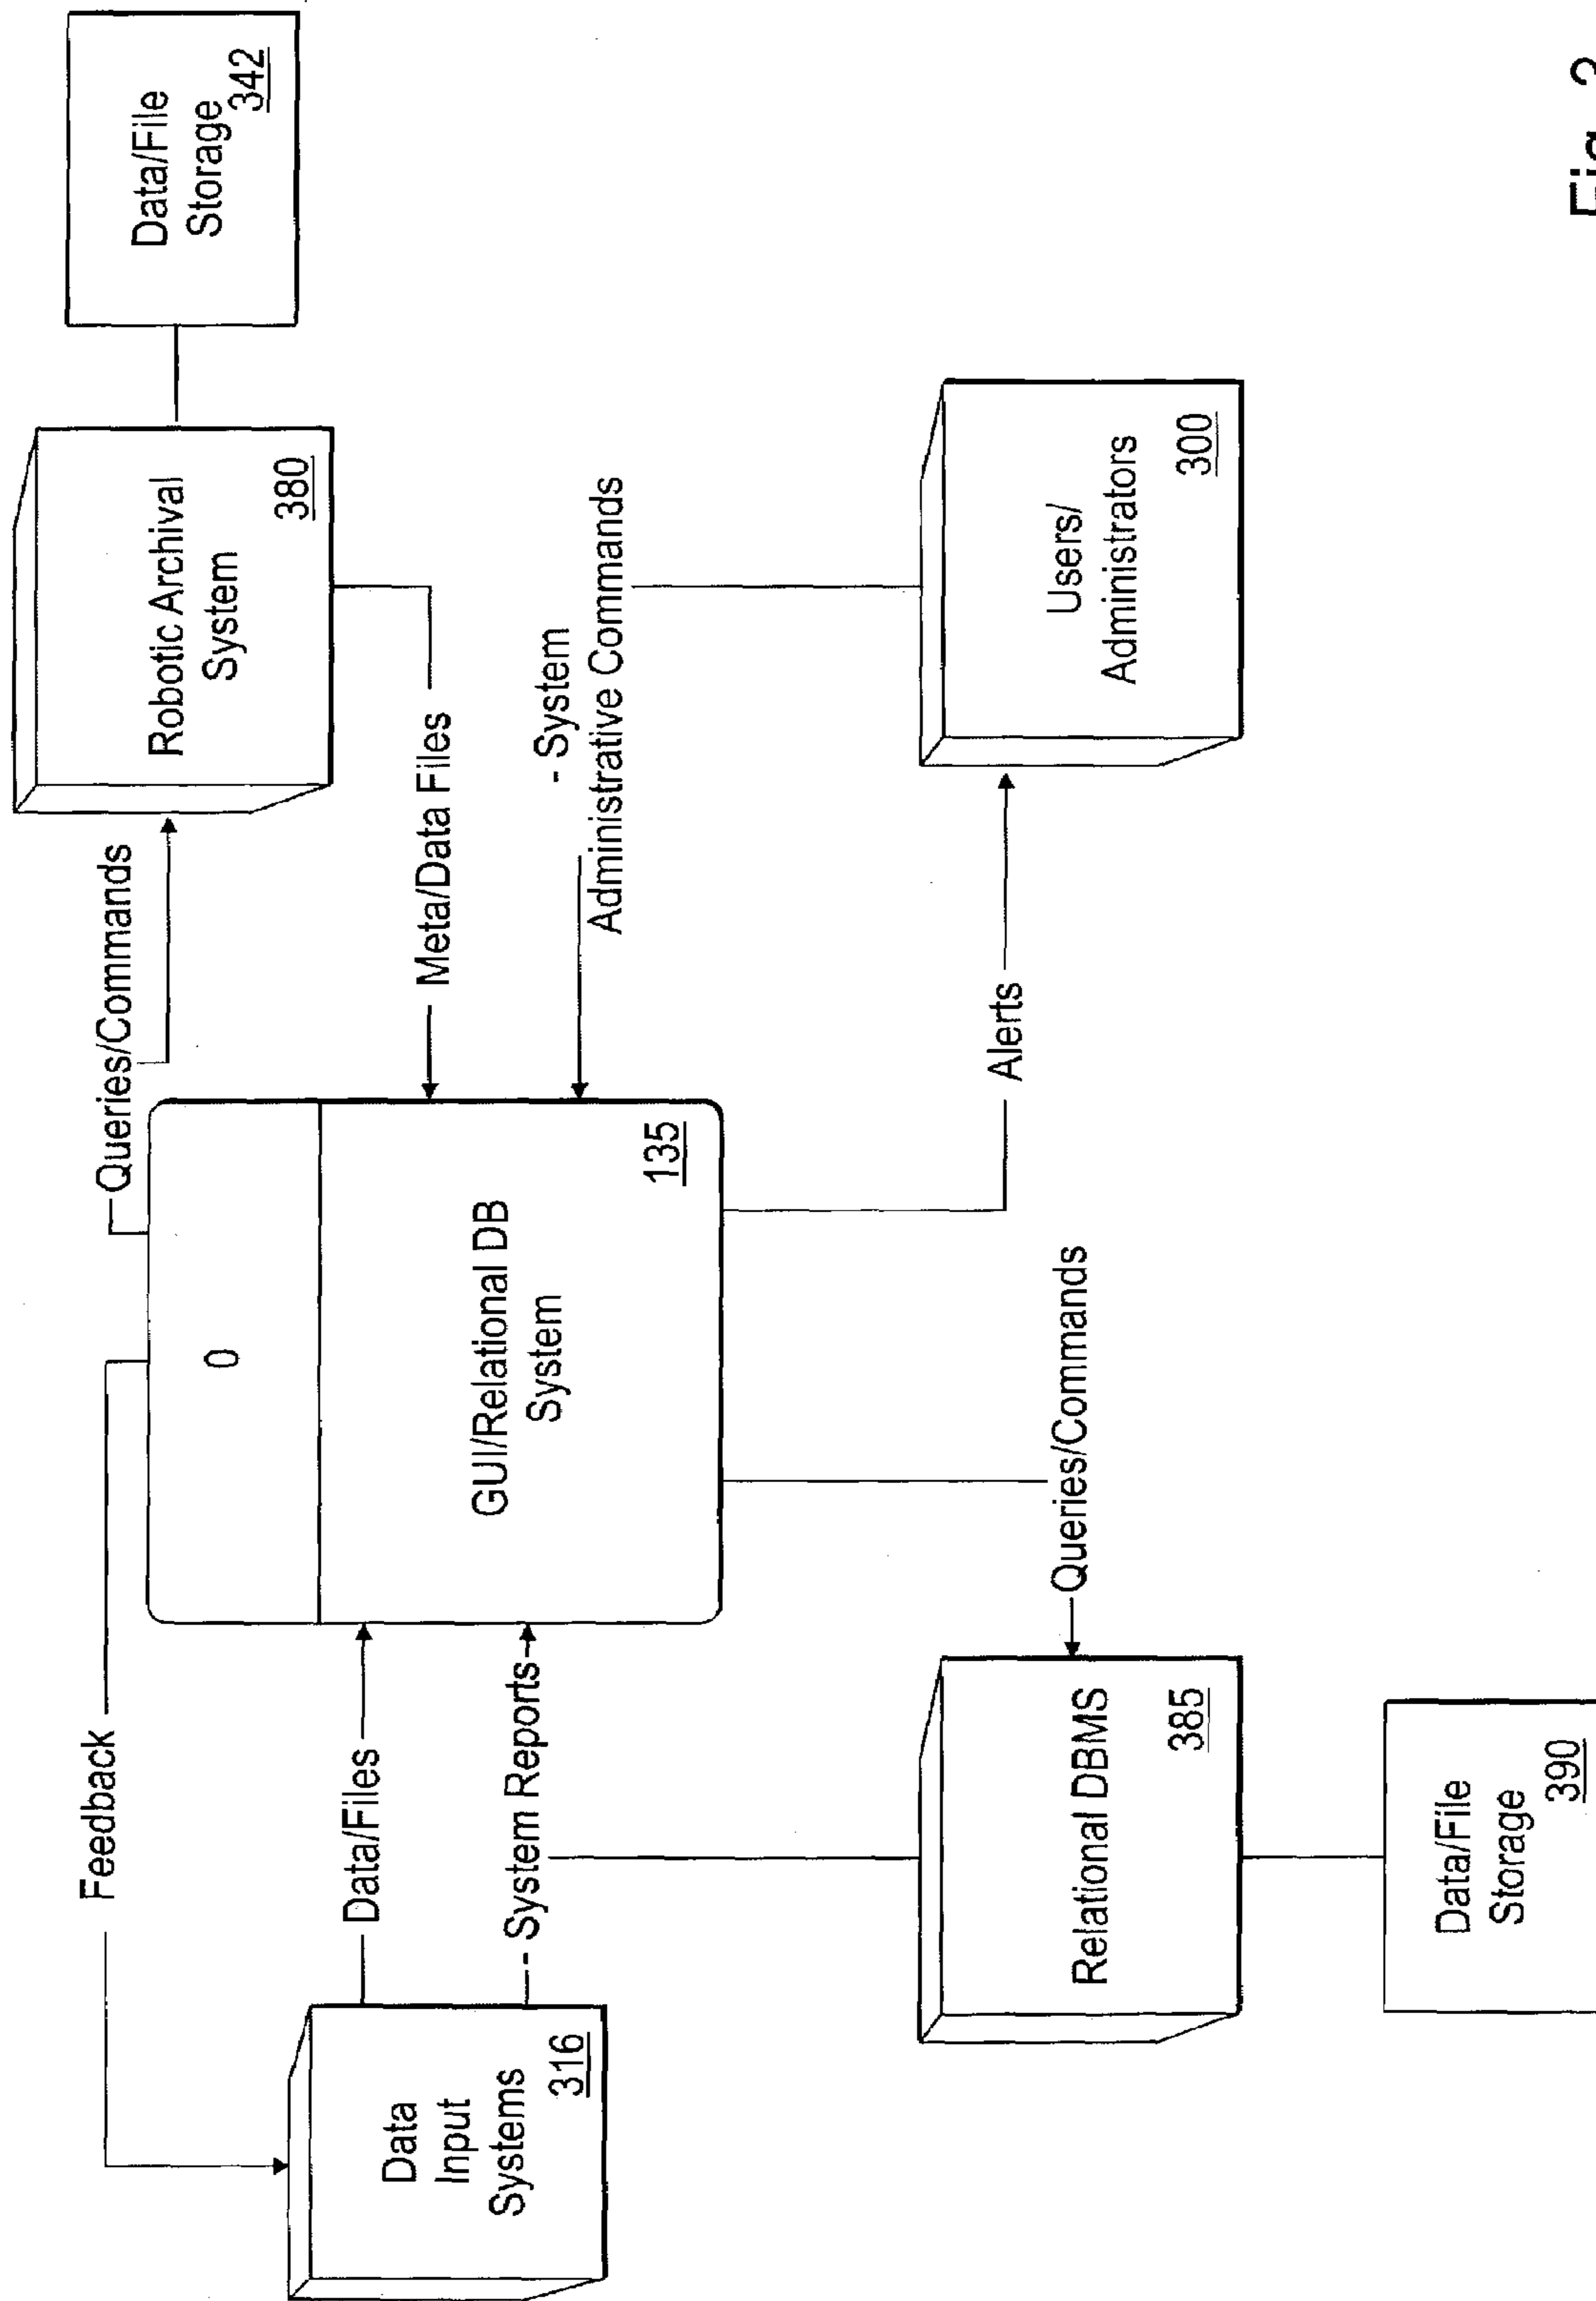 Feedback
Queries/Commands
Data
Input
Systems
316
Data/Files
- System Reports
0
GUI/Relational DB
System
135
Robotic Archival
System
380
Data/File
Storage
342
Meta/Data Files
- System
Administrative Commands
Relational DBMS
385
Queries/Commands
Alerts
Users/
Administrators
300
Data/File
Storage
390